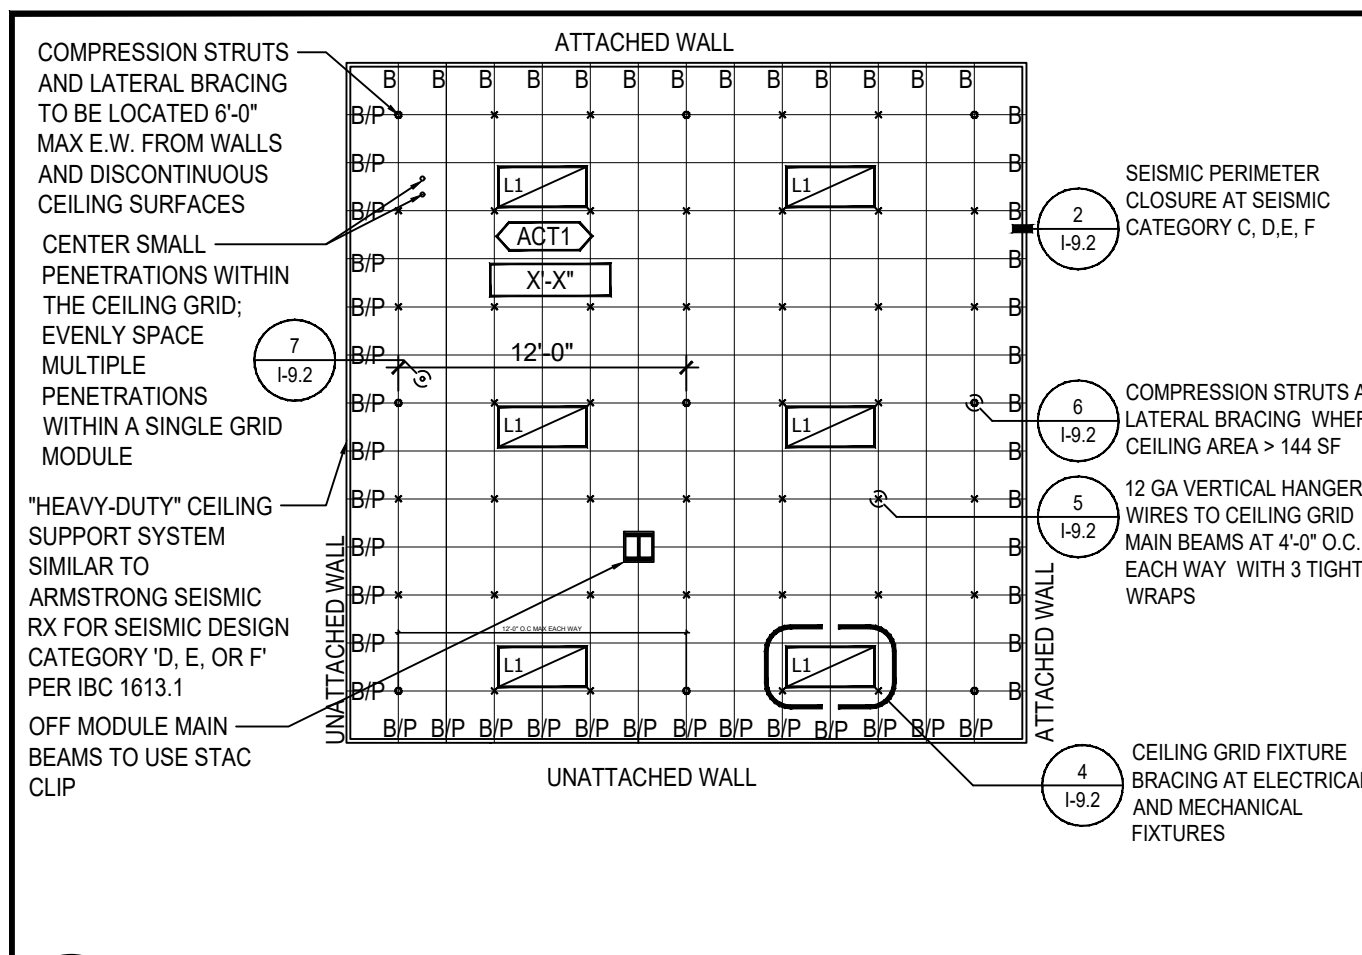 ATTACHED WALL
COMPRESSION STRUTS
AND LATERAL BRACING
TO BE LOCATED 6'-0"
MAX E.W. FROM WALLS
AND DISCONTINUOUS
CEILING SURFACES
CENTER SMALL
PENETRATIONS WITHIN
THE CEILING GRID;
EVENLY SPACE
MULTIPLE
PENETRATIONS
WITHIN A SINGLE GRID
MODULE
7
I-9.2
"HEAVY-DUTY" CEILING
SUPPORT SYSTEM
SIMILAR TO
ARMSTRONG SEISMIC
RX FOR SEISMIC DESIGN
CATEGORY 'D, E, OR F'
PER IBC 1613.1
OFF MODULE MAIN
BEAMS TO USE STAC
CLIP
UNATTACHED WALL
B B B B B B B B B B B B B
B/P
B/P
B/P
B/P
B/P
B/P
B/P
B/P
B/P
B/P
B/P
B/P
B/P
L1 L1
ACT1
X'-X"
12'-0"
L1 L1
12'-0" O.C MAX EACH WAY
L1 L1
B
B
B
B
B
B
B
B
B
B
B
B
B
B/P B/P B/P B/P B/P B/P B/P B/P B/P B/P B/P B/P B/P
UNATTACHED WALL
ATTACHED WALL
2
I-9.2
SEISMIC PERIMETER
CLOSURE AT SEISMIC
CATEGORY C, D,E, F
6
I-9.2
COMPRESSION STRUTS A
LATERAL BRACING WHER
CEILING AREA > 144 SF
5
I-9.2
12 GA VERTICAL HANGER
WIRES TO CEILING GRID
MAIN BEAMS AT 4'-0" O.C.
EACH WAY WITH 3 TIGHT
WRAPS
4
I-9.2
CEILING GRID FIXTURE
BRACING AT ELECTRICAL
AND MECHANICAL
FIXTURES